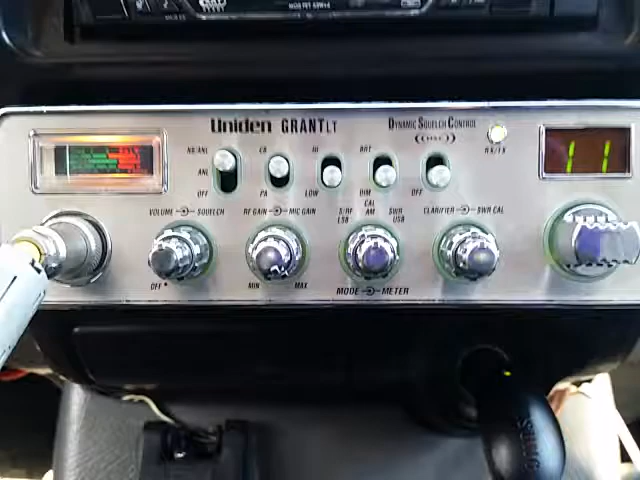 Uniden GRANT LT
DYNAMIC SQUELCH CONTROL
((DSC))
NB/ANL
ANL
OFF
CB
PA
HI
LOW
BRT
DIM
OFF
RX/TX
11
VOLUME SQUELCH
OFF
RF GAIN MIC GAIN
MIN MAX
S/RF
LSB
CAL
AM
SWR
USB
MODE METER
CLARIFIER SWR CAL